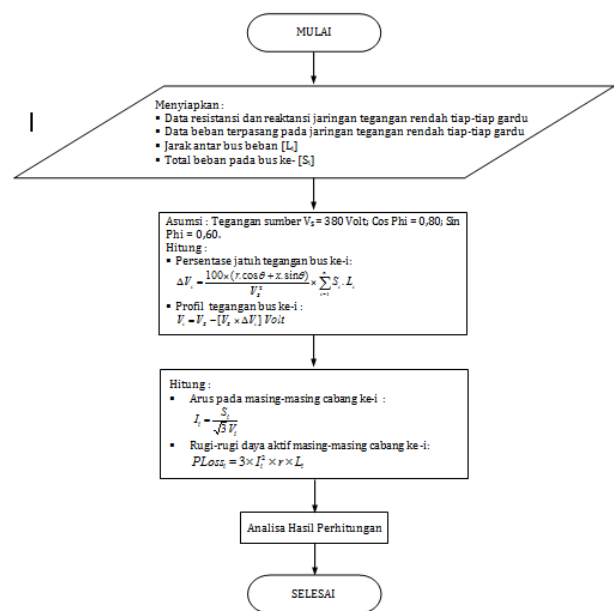 MULAI
Menyiapkan :
▪ Data resistansi dan reaktansi jaringan tegangan rendah tiap-tiap gardu
▪ Data beban terpasang pada jaringan tegangan rendah tiap-tiap gardu
▪ Jarak antar bus beban [Lᵢ]
▪ Total beban pada bus ke- [Sᵢ]
Asumsi : Tegangan sumber Vₛ = 380 Volt; Cos Phi = 0,80; Sin
Phi = 0,60.
Hitung :
▪ Persentase jatuh tegangan bus ke-i:
ΔVᵢ = 100×(r.cosθ + x.sinθ) / Vₛ² × ∑ᵢ₌₁ⁿ Sᵢ.Lᵢ
▪ Profil tegangan bus ke-i :
Vᵢ = Vₛ − [Vₛ × ΔVᵢ] Volt
Hitung :
▪ Arus pada masing-masing cabang ke-i :
Iᵢ = Sᵢ / √3 Vᵢ
▪ Rugi-rugi daya aktif masing-masing cabang ke-i:
PLossᵢ = 3 × Iᵢ² × r × Lᵢ
Analisa Hasil Perhitungan
SELESAI